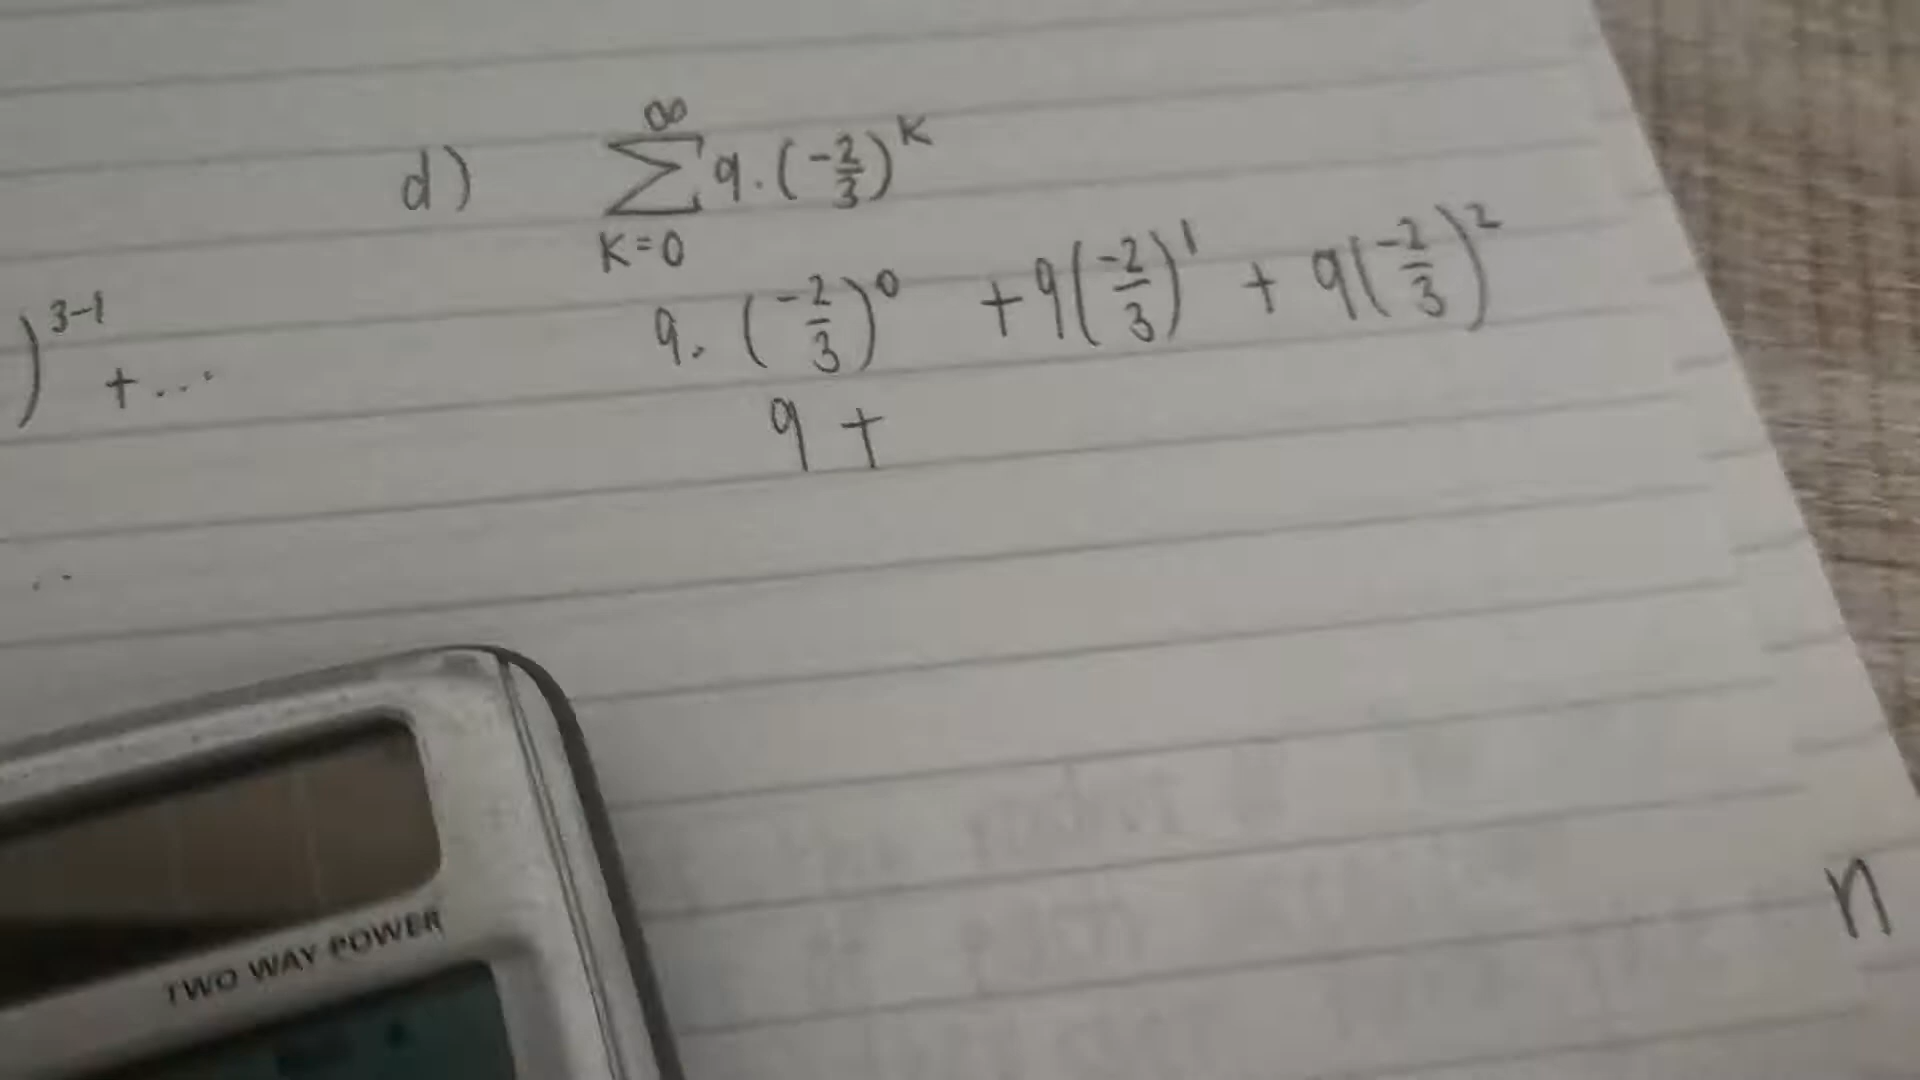 d) ∞
∑ 9.(-2/3)^K
K=0
)^3-1 + ...
9. (-2/3)^0 + 9(-2/3)^1 + 9(-2/3)^2
9 +
..
TWO WAY POWER
n